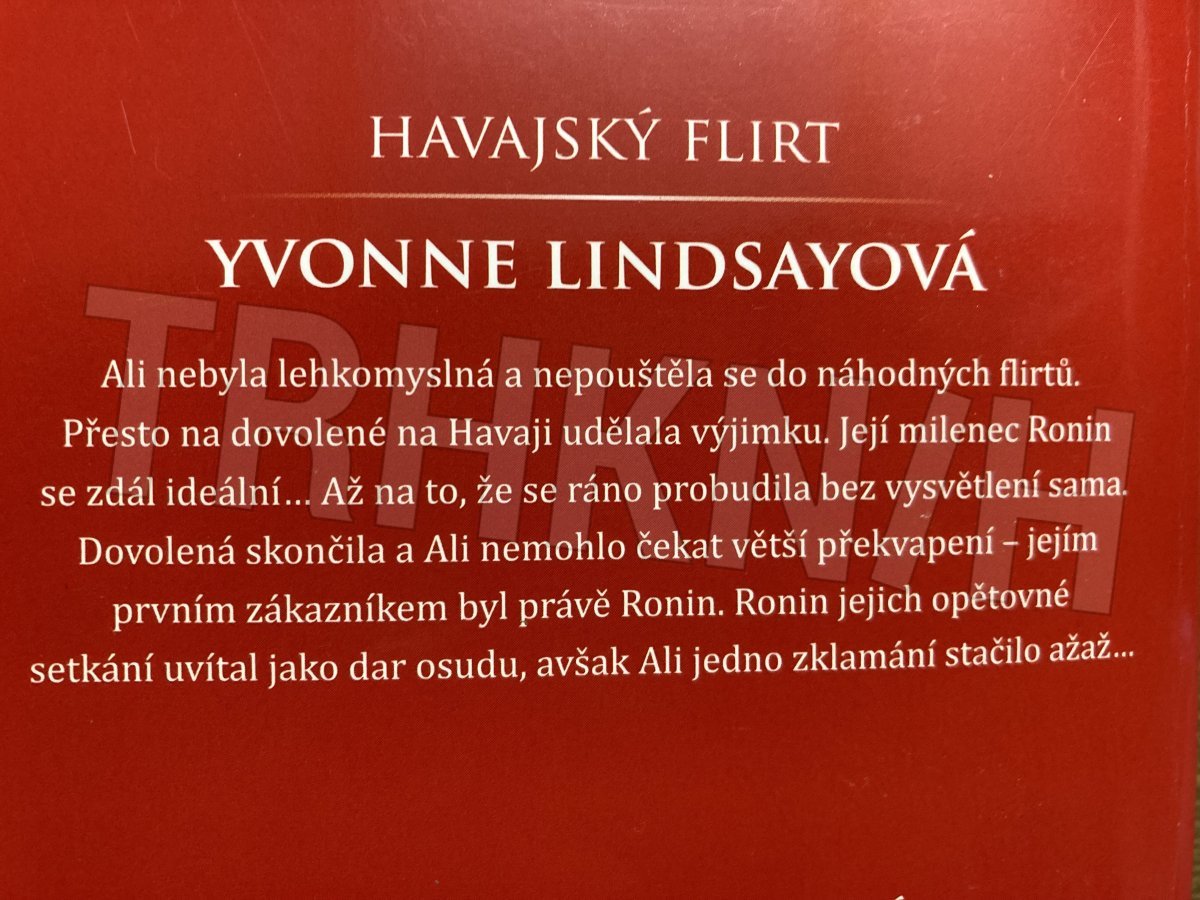 HAVAJSKÝ FLIRT
YVONNE LINDSAYOVÁ
Ali nebyla lehkomyslná a nepouštěla se do náhodných flirtů.
Přesto na dovolené na Havaji udělala výjimku. Její milenec Ronin
se zdál ideální... Až na to, že se ráno probudila bez vysvětlení sama.
Dovolená skončila a Ali nemohlo čekat větší překvapení – jejím
prvním zákazníkem byl právě Ronin. Ronin jejich opětovné
setkání uvítal jako dar osudu, avšak Ali jedno zklamání stačilo ažaž...
TRHKN/H